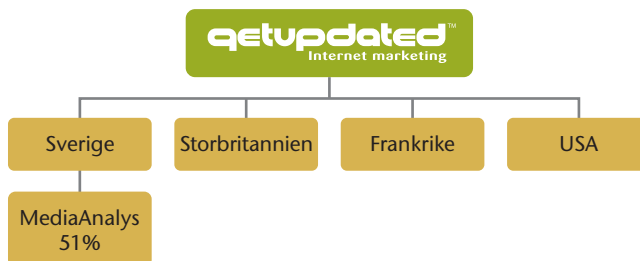 getupdated™
Internet marketing
Sverige
Storbritannien
Frankrike
USA
MediaAnalys
51%